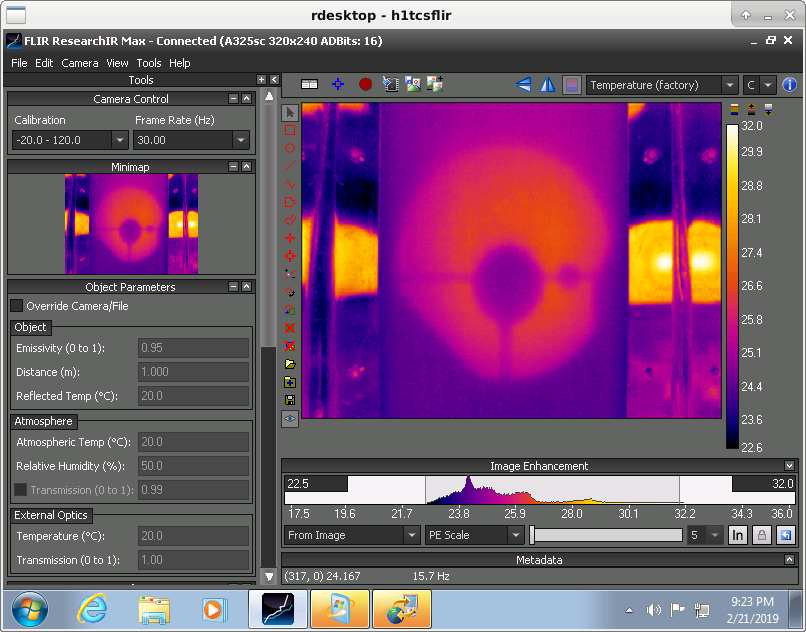 rdesktop - h1tcsflir
FLIR ResearchIR Max - Connected (A325sc 320x240 ADBits: 16)
File Edit Camera View Tools Help
Tools
Camera Control
Calibration Frame Rate (Hz)
-20.0 - 120.0 30.00
Minimap
Object Parameters
Override Camera/File
Object
Emissivity (0 to 1): 0.95
Distance (m): 1.000
Reflected Temp (°C): 20.0
Atmosphere
Atmospheric Temp (°C): 20.0
Relative Humidity (%): 50.0
Transmission (0 to 1): 0.99
External Optics
Temperature (°C): 20.0
Transmission (0 to 1): 1.00
Temperature (factory) C
32.0
29.9
28.8
28.1
27.4
26.6
25.8
25.1
24.4
23.6
22.6
Image Enhancement
22.5 32.0
17.5 19.6 21.7 23.8 25.9 28.0 30.1 32.2 34.3 36.0
From Image PE Scale 5 ln
Metadata
(317, 0) 24.167 15.7 Hz
9:23 PM
2/21/2019